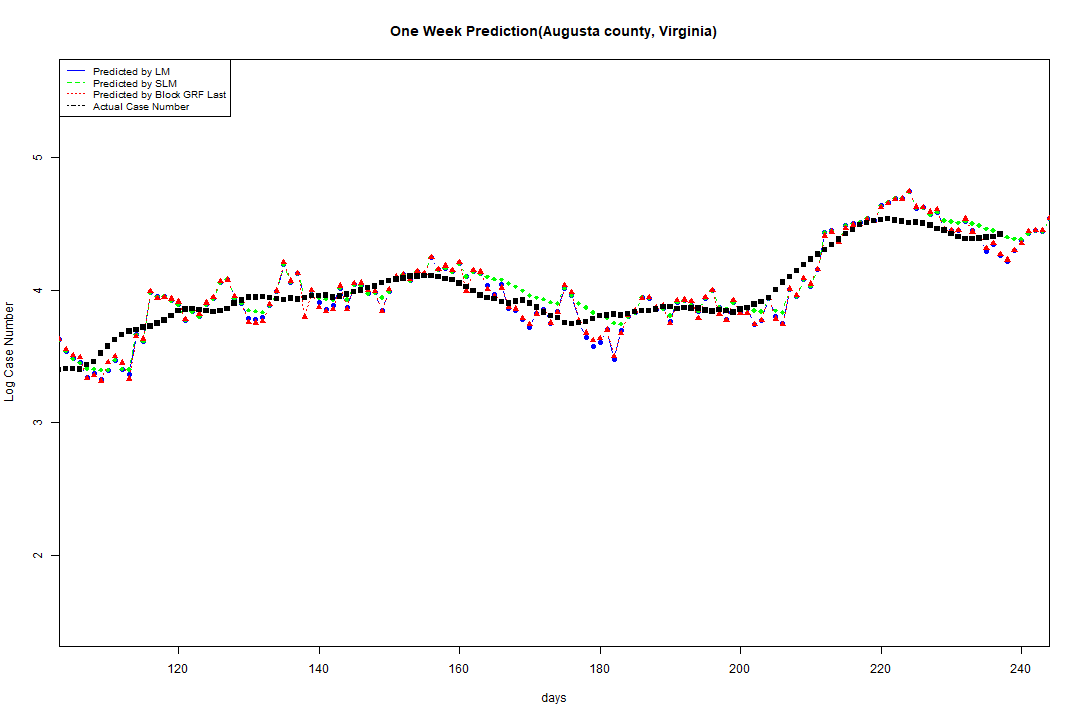 One Week Prediction(Augusta county, Virginia)
Predicted by LM
Predicted by SLM
Predicted by Block GRF Last
Actual Case Number
5
4
3
2
Log Case Number
120 140 160 180 200 220 240
days